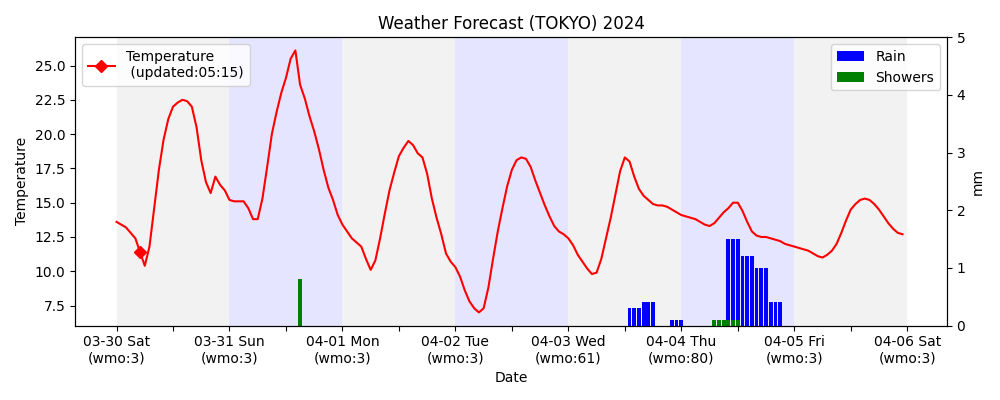 Weather Forecast (TOKYO) 2024
Temperature
(updated:05:15)
Rain
Showers
Temperature
25.0
22.5
20.0
17.5
15.0
12.5
10.0
7.5
5
4
3
2
1
0
mm
03-30 Sat 03-31 Sun 04-01 Mon 04-02 Tue 04-03 Wed 04-04 Thu 04-05 Fri 04-06 Sat
(wmo:3) (wmo:3) (wmo:3) (wmo:3) (wmo:61) (wmo:80) (wmo:3) (wmo:3)
Date